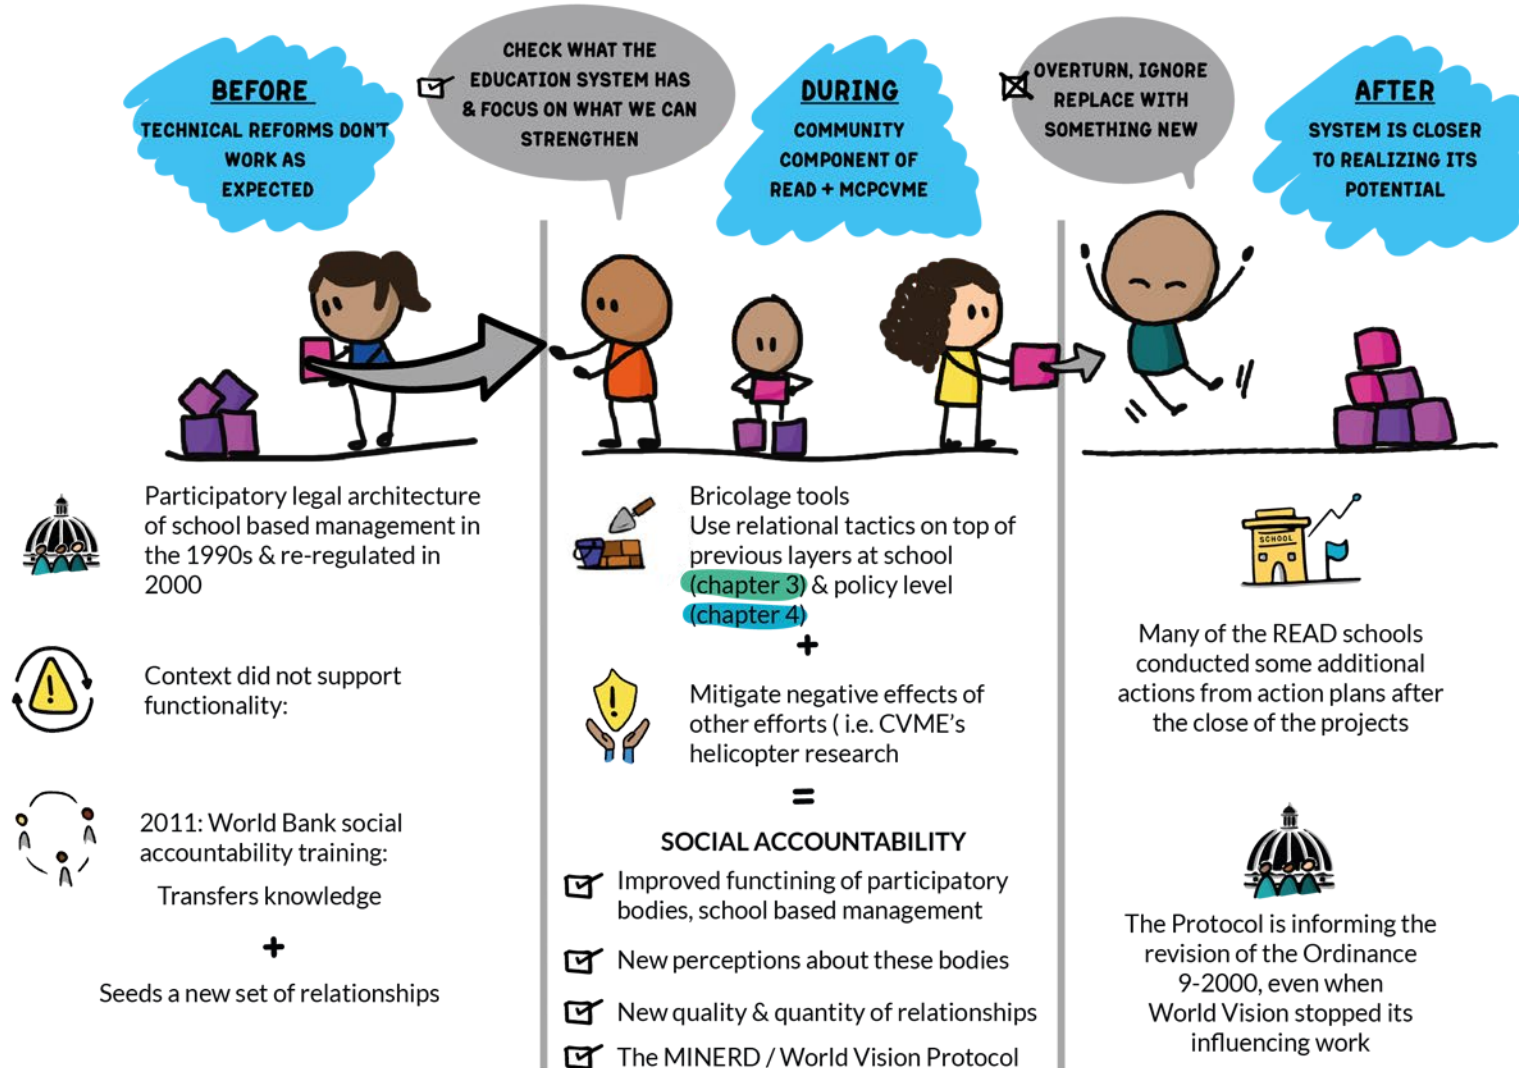 BEFORE
TECHNICAL REFORMS DON'T
WORK AS
EXPECTED
CHECK WHAT THE
EDUCATION SYSTEM HAS
& FOCUS ON WHAT WE CAN
STRENGTHEN
DURING
COMMUNITY
COMPONENT OF
READ + MCPCVME
OVERTURN, IGNORE
REPLACE WITH
SOMETHING NEW
AFTER
SYSTEM IS CLOSER
TO REALIZING ITS
POTENTIAL
Participatory legal architecture
of school based management in
the 1990s & re-regulated in
2000
Context did not support
functionality:
2011: World Bank social
accountability training:
Transfers knowledge
+
Seeds a new set of relationships
Bricolage tools
Use relational tactics on top of
previous layers at school
(chapter 3) & policy level
(chapter 4)
+
Mitigate negative effects of
other efforts ( i.e. CVME's
helicopter research
=
SOCIAL ACCOUNTABILITY
Improved functining of participatory
bodies, school based management
New perceptions about these bodies
New quality & quantity of relationships
The MINERD / World Vision Protocol
SCHOOL
Many of the READ schools
conducted some additional
actions from action plans after
the close of the projects
The Protocol is informing the
revision of the Ordinance
9-2000, even when
World Vision stopped its
influencing work